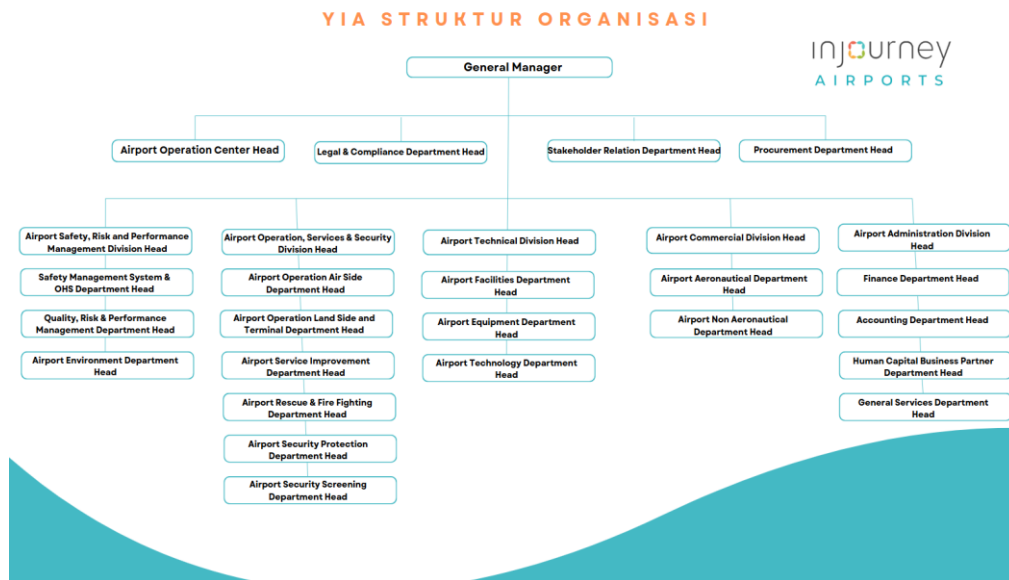 YIA STRUKTUR ORGANISASI
injourney
AIRPORTS
General Manager
Airport Operation Center Head
Legal & Compliance Department Head
Stakeholder Relation Department Head
Procurement Department Head
Airport Safety, Risk and Performance
Management Division Head
Safety Management System &
OHS Department Head
Quality, Risk & Performance
Management Department Head
Airport Environment Department
Head
Airport Operation, Services & Security
Division Head
Airport Operation Air Side
Department Head
Airport Operation Land Side and
Terminal Department Head
Airport Service Improvement
Department Head
Airport Rescue & Fire Fighting
Department Head
Airport Security Protection
Department Head
Airport Security Screening
Department Head
Airport Technical Division Head
Airport Facilities Department
Head
Airport Equipment Department
Head
Airport Technology Department
Head
Airport Commercial Division Head
Airport Aeronautical Department
Head
Airport Non Aeronautical
Department Head
Airport Administration Division
Head
Finance Department Head
Accounting Department Head
Human Capital Business Partner
Department Head
General Services Department
Head